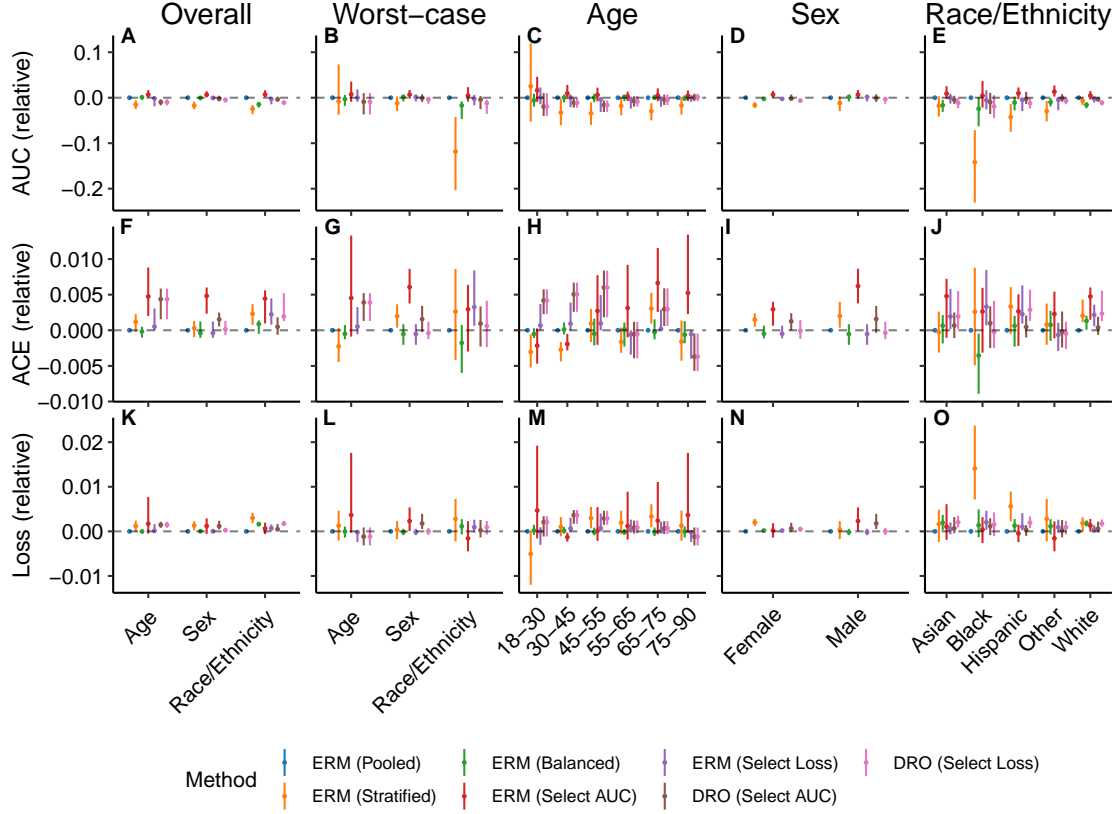 Overall Worst−case Age Sex Race/Ethnicity
A B C D E
AUC (relative)
0.1
0.0
−0.1
−0.2
F G H I J
ACE (relative)
0.010
0.005
0.000
−0.005
−0.010
K L M N O
Loss (relative)
0.02
0.01
0.00
−0.01
Age Sex Race/Ethnicity Age Sex Race/Ethnicity 18−30 30−45 45−55 55−65 65−75 75−90 Female Male Asian Black Hispanic Other White
Method
ERM (Pooled) ERM (Balanced) ERM (Select Loss) DRO (Select Loss)
ERM (Stratified) ERM (Select AUC) DRO (Select AUC)